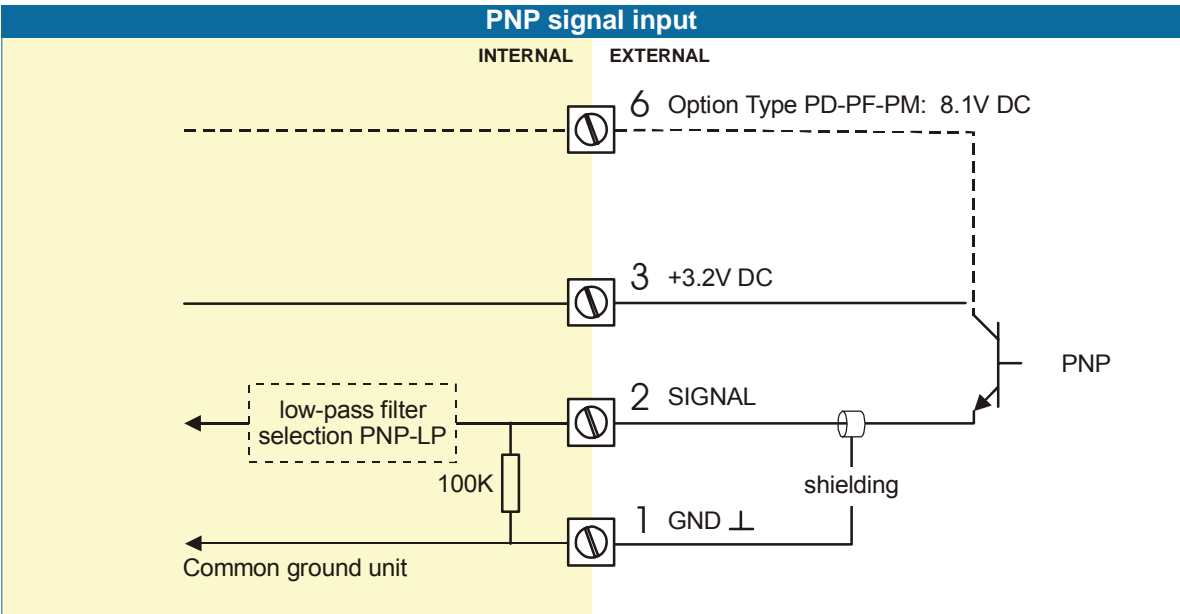 PNP signal input
INTERNAL EXTERNAL
6 Option Type PD-PF-PM: 8.1V DC
3 +3.2V DC
PNP
2 SIGNAL
low-pass filter
selection PNP-LP
100K
shielding
1 GND ⊥
Common ground unit